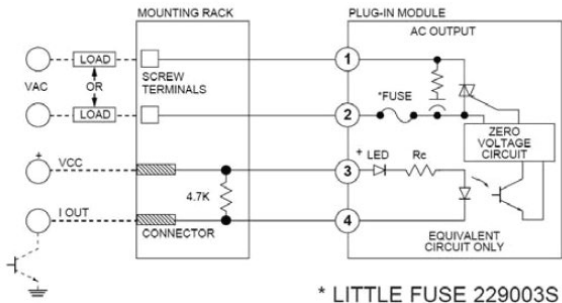 MOUNTING RACK
PLUG-IN MODULE
AC OUTPUT
LOAD
1
VAC
OR
SCREW
TERMINALS
*FUSE
LOAD
2
ZERO
VOLTAGE
CIRCUIT
+
VCC
3
* LED
Rc
4.7K
I OUT
4
CONNECTOR
EQUIVALENT
CIRCUIT ONLY
* LITTLE FUSE 229003S